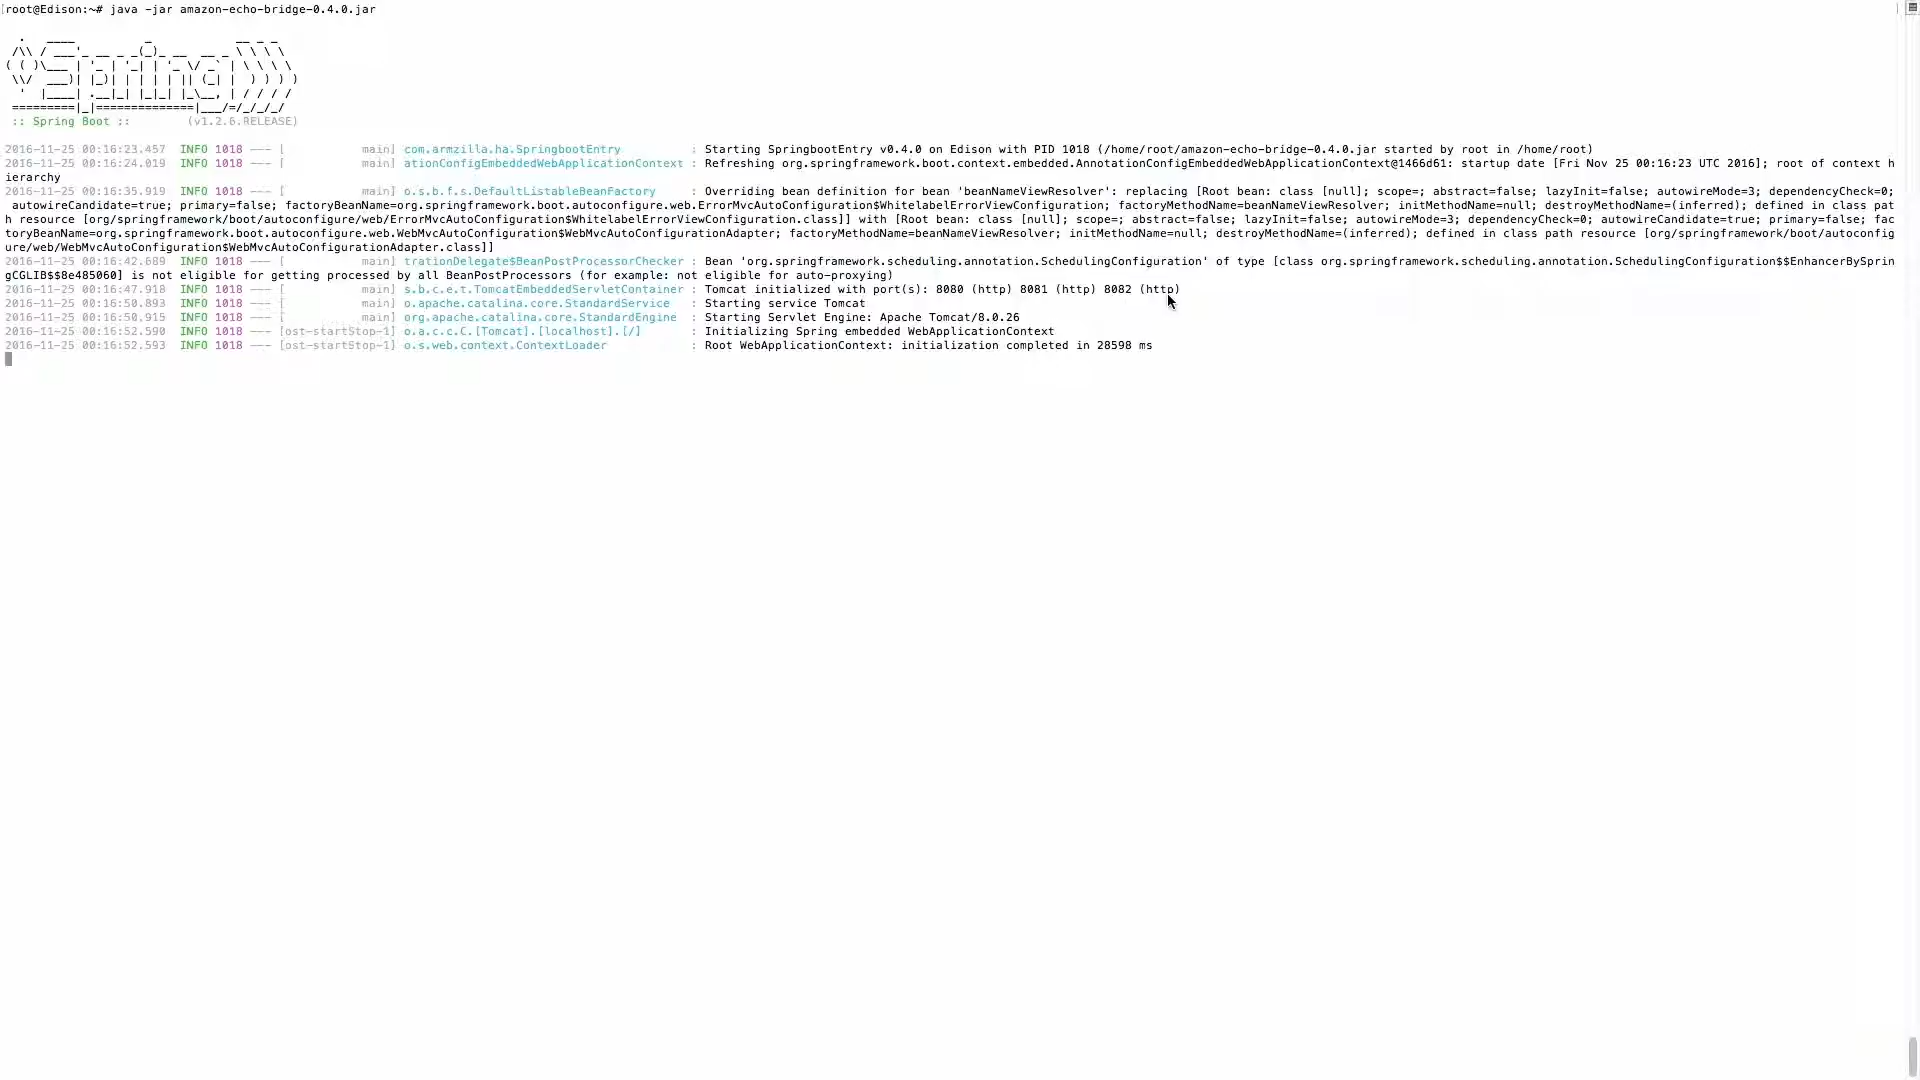 [root@Edison:~# java -jar amazon-echo-bridge-0.4.0.jar
  .   ____          _            __ _ _
 /\\ / ___'_ __ _ _(_)_ __  __ _ \ \ \ \
( ( )\___ | '_ | '_| | '_ \/ _` | \ \ \ \
 \\/  ___)| |_)| | | | | || (_| |  ) ) ) )
  '  |____| .__|_| |_|_| |_\__, | / / / /
 =========|_|==============|___/=/_/_/_/
 :: Spring Boot ::        (v1.2.6.RELEASE)
2016-11-25 00:16:23.457  INFO 1018 --- [           main] com.armzilla.ha.SpringbootEntry          : Starting SpringbootEntry v0.4.0 on Edison with PID 1018 (/home/root/amazon-echo-bridge-0.4.0.jar started by root in /home/root)
2016-11-25 00:16:24.019  INFO 1018 --- [           main] ationConfigEmbeddedWebApplicationContext : Refreshing org.springframework.boot.context.embedded.AnnotationConfigEmbeddedWebApplicationContext@1466d61: startup date [Fri Nov 25 00:16:23 UTC 2016]; root of context h
ierarchy
2016-11-25 00:16:35.919  INFO 1018 --- [           main] o.s.b.f.s.DefaultListableBeanFactory     : Overriding bean definition for bean 'beanNameViewResolver': replacing [Root bean: class [null]; scope=; abstract=false; lazyInit=false; autowireMode=3; dependencyCheck=0;
 autowireCandidate=true; primary=false; factoryBeanName=org.springframework.boot.autoconfigure.web.ErrorMvcAutoConfiguration$WhitelabelErrorViewConfiguration; factoryMethodName=beanNameViewResolver; initMethodName=null; destroyMethodName=(inferred); defined in class pat
h resource [org/springframework/boot/autoconfigure/web/ErrorMvcAutoConfiguration$WhitelabelErrorViewConfiguration.class]] with [Root bean: class [null]; scope=; abstract=false; lazyInit=false; autowireMode=3; dependencyCheck=0; autowireCandidate=true; primary=false; fac
toryBeanName=org.springframework.boot.autoconfigure.web.WebMvcAutoConfiguration$WebMvcAutoConfigurationAdapter; factoryMethodName=beanNameViewResolver; initMethodName=null; destroyMethodName=(inferred); defined in class path resource [org/springframework/boot/autoconfig
ure/web/WebMvcAutoConfiguration$WebMvcAutoConfigurationAdapter.class]]
2016-11-25 00:16:42.689  INFO 1018 --- [           main] trationDelegate$BeanPostProcessorChecker : Bean 'org.springframework.scheduling.annotation.SchedulingConfiguration' of type [class org.springframework.scheduling.annotation.SchedulingConfiguration$$EnhancerBySprin
gCGLIB$$8e485060] is not eligible for getting processed by all BeanPostProcessors (for example: not eligible for auto-proxying)
2016-11-25 00:16:47.918  INFO 1018 --- [           main] s.b.c.e.t.TomcatEmbeddedServletContainer : Tomcat initialized with port(s): 8080 (http) 8081 (http) 8082 (http)
2016-11-25 00:16:50.893  INFO 1018 --- [           main] o.apache.catalina.core.StandardService   : Starting service Tomcat
2016-11-25 00:16:50.915  INFO 1018 --- [           main] org.apache.catalina.core.StandardEngine  : Starting Servlet Engine: Apache Tomcat/8.0.26
2016-11-25 00:16:52.590  INFO 1018 --- [ost-startStop-1] o.a.c.c.C.[Tomcat].[localhost].[/]       : Initializing Spring embedded WebApplicationContext
2016-11-25 00:16:52.593  INFO 1018 --- [ost-startStop-1] o.s.web.context.ContextLoader            : Root WebApplicationContext: initialization completed in 28598 ms